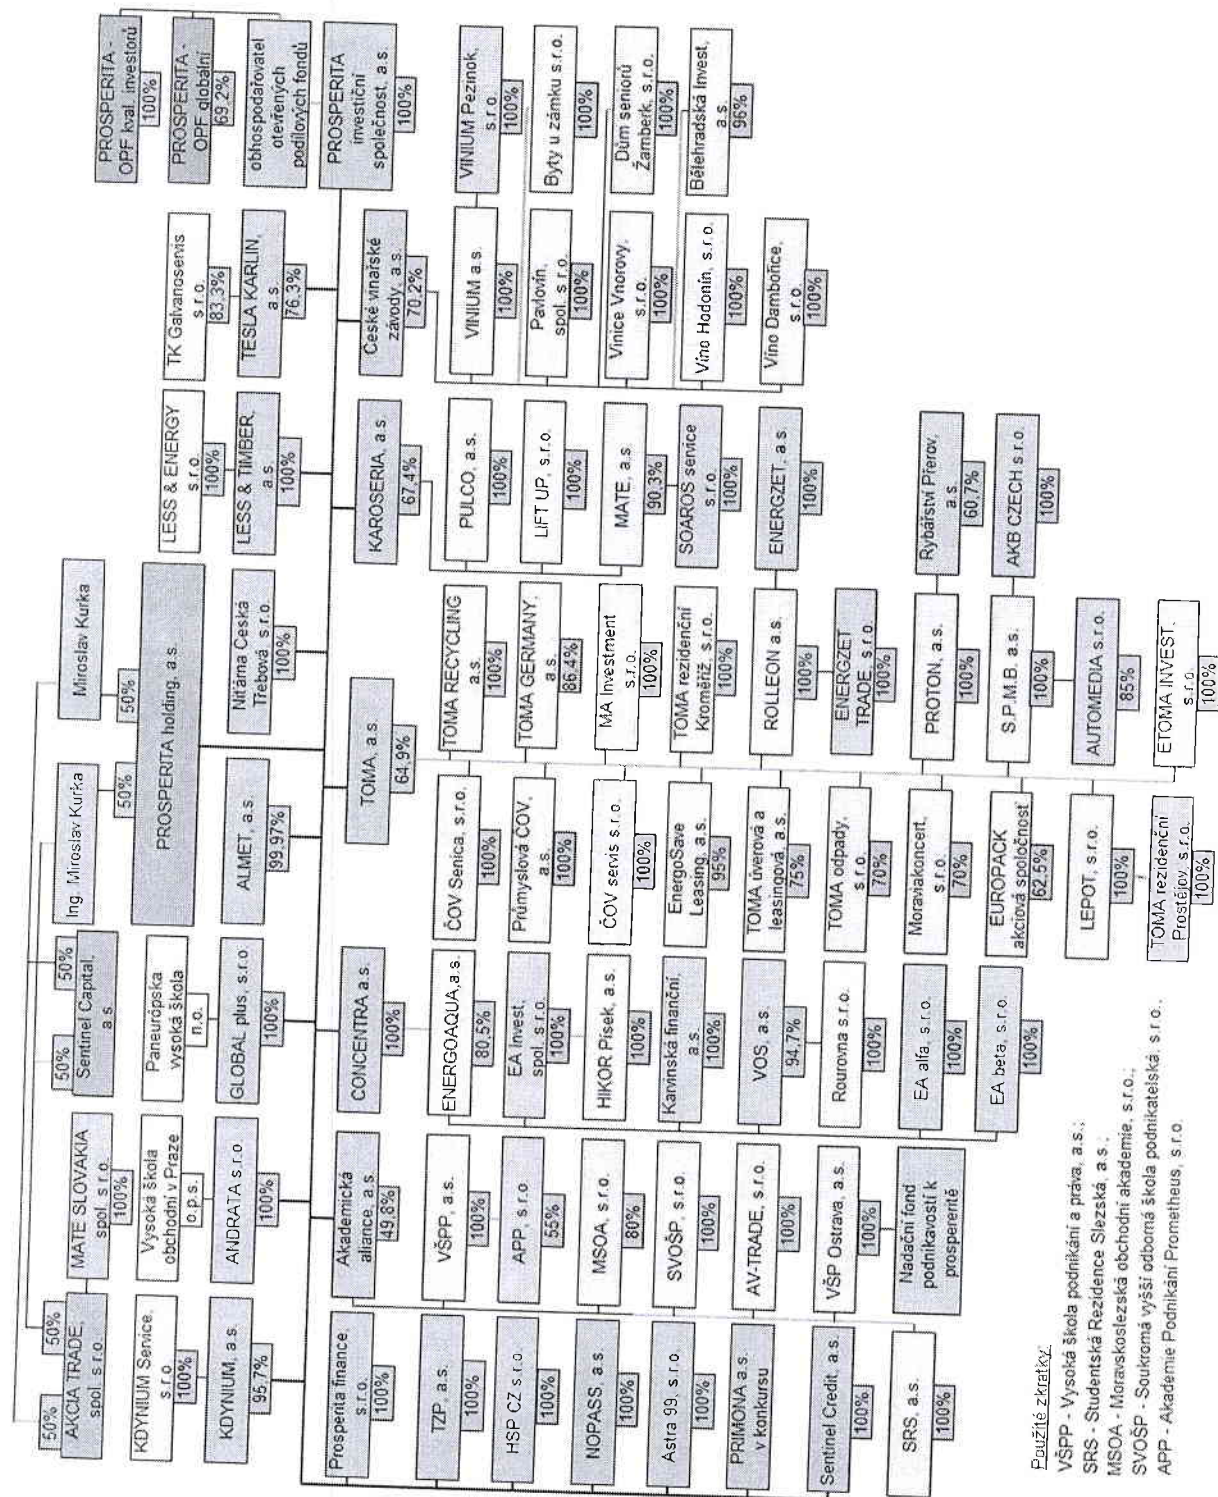 50%
50%
AKCIA TRADE,
spol. s r.o.
MATE SLOVAKIA
spol. s r.o.
100%
50%
50%
Sentinel Capital,
a.s.
Ing. Miroslav Kurka
50%
Miroslav Kurka
50%
PROSPERITA holding, a.s.
KDYNIUM Service,
s.r.o.
100%
Vysoká škola
obchodní v Praze
o.p.s.
Paneurópska
vysoká škola
n.o.
LESS & ENERGY
s.r.o.
100%
TK Galvanoservis
s.r.o.
83.3%
PROSPERITA -
OPF kval. investorů
100%
PROSPERITA -
OPF globální
69.2%
obhospodařovatel
otevřených
podílových fondů
KDYNIUM, a.s.
95.7%
ANDRATA s.r.o
100%
GLOBAL plus, s.r.o
100%
ALMET, a.s.
99.97%
Nitárna Česká
Třebová s.r.o.
100%
LESS & TIMBER,
a.s.
100%
TESLA KARLIN,
a.s
76.3%
PROSPERITA
investiční
společnost, a.s
100%
Prosperita finance,
s.r.o.
100%
TZP, a.s.
100%
HSP CZ s.r.o.
100%
NOPASS, a.s
100%
Astra 99, s.r.o.
100%
PRIMONA a.s.
v konkursu
Sentinel Credit, a.s.
100%
SRS, a.s.
100%
Akademická
aliance, a.s
49,8%
VŠPP, a.s.
100%
APP, s.r.o.
55%
MSOA, s.r.o.
80%
SVOŠP, s.r.o.
100%
AV-TRADE, s.r.o.
100%
VŠP Ostrava, a.s.
100%
Nadační fond
podnikavostí k
prosperitě
CONCENTRA a.s.
100%
ENERGOAQUA,a.s.
80,5%
EA Invest,
spol. s r.o.
100%
HIKOR Písek, a.s.
100%
Karvinská finanční,
a.s.
100%
VOS, a.s.
94,7%
Rourovna s.r.o.
100%
EA alfa, s.r.o.
100%
EA beta, s.r.o.
100%
TOMA, a.s
64,9%
ČOV Senica, s.r.o.
100%
Průmyslová ČOV,
a.s.
100%
ČOV servis s.r.o.
100%
EnergoSave
Leasing, a.s.
95%
TOMA úverová a
leasingová, a.s.
75%
TOMA odpady,
s.r.o.
70%
Moraviakoncert,
s.r.o.
70%
EUROPACK
akciová spoločnosť
62.5%
LEPOT, s.r.o.
100%
TOMA rezidenční
Prostějov, s.r.o.
100%
TOMA RECYCLING
a.s.
100%
TOMA GERMANY,
a.s.
86.4%
MA Investment
s.r.o.
100%
TOMA rezidenční
Kroměříž, s.r.o.
100%
ROLLEON a.s.
100%
ENERGZET
TRADE, s.r.o
100%
PROTON, a.s.
100%
S.P.M.B. a.s.
100%
AUTOMEDIA s.r.o.
85%
ETOMA INVEST.
s.r.o.
100%
KAROSERIA, a.s
67,4%
PULCO, a.s.
100%
LIFT UP, s.r.o.
100%
MATE, a.s
90,3%
SOAROS service
s.r.o.
100%
ENERGZET, a.s.
100%
Rybářství Přerov,
a.s.
60,7%
AKB CZECH s.r.o.
100%
České vinařské
závody, a.s.
70.2%
VINIUM a.s.
100%
Pavlovín,
spol. s r.o.
100%
Vinice Vnorovy,
s.r.o.
100%
Víno Hodonín, s.r.o.
100%
Víno Dambořice,
s.r.o.
100%
VINIUM Pezinok,
s.r.o.
100%
Byty u zámku s.r.o.
100%
Dům seniorů
Žamberk, s.r.o.
100%
Bělehradská Invest,
a.s.
96%
Použité zkratky:
VŠPP - Vysoká škola podnikání a práva, a.s.;
SRS - Studentská Rezidence Slezská, a.s.;
MSOA - Moravskoslezská obchodní akademie, s.r.o.;
SVOŠP - Soukromá vyšší odborná škola podnikatelská, s.r.o.,
APP - Akademie Podnikání Prometheus, s.r.o.